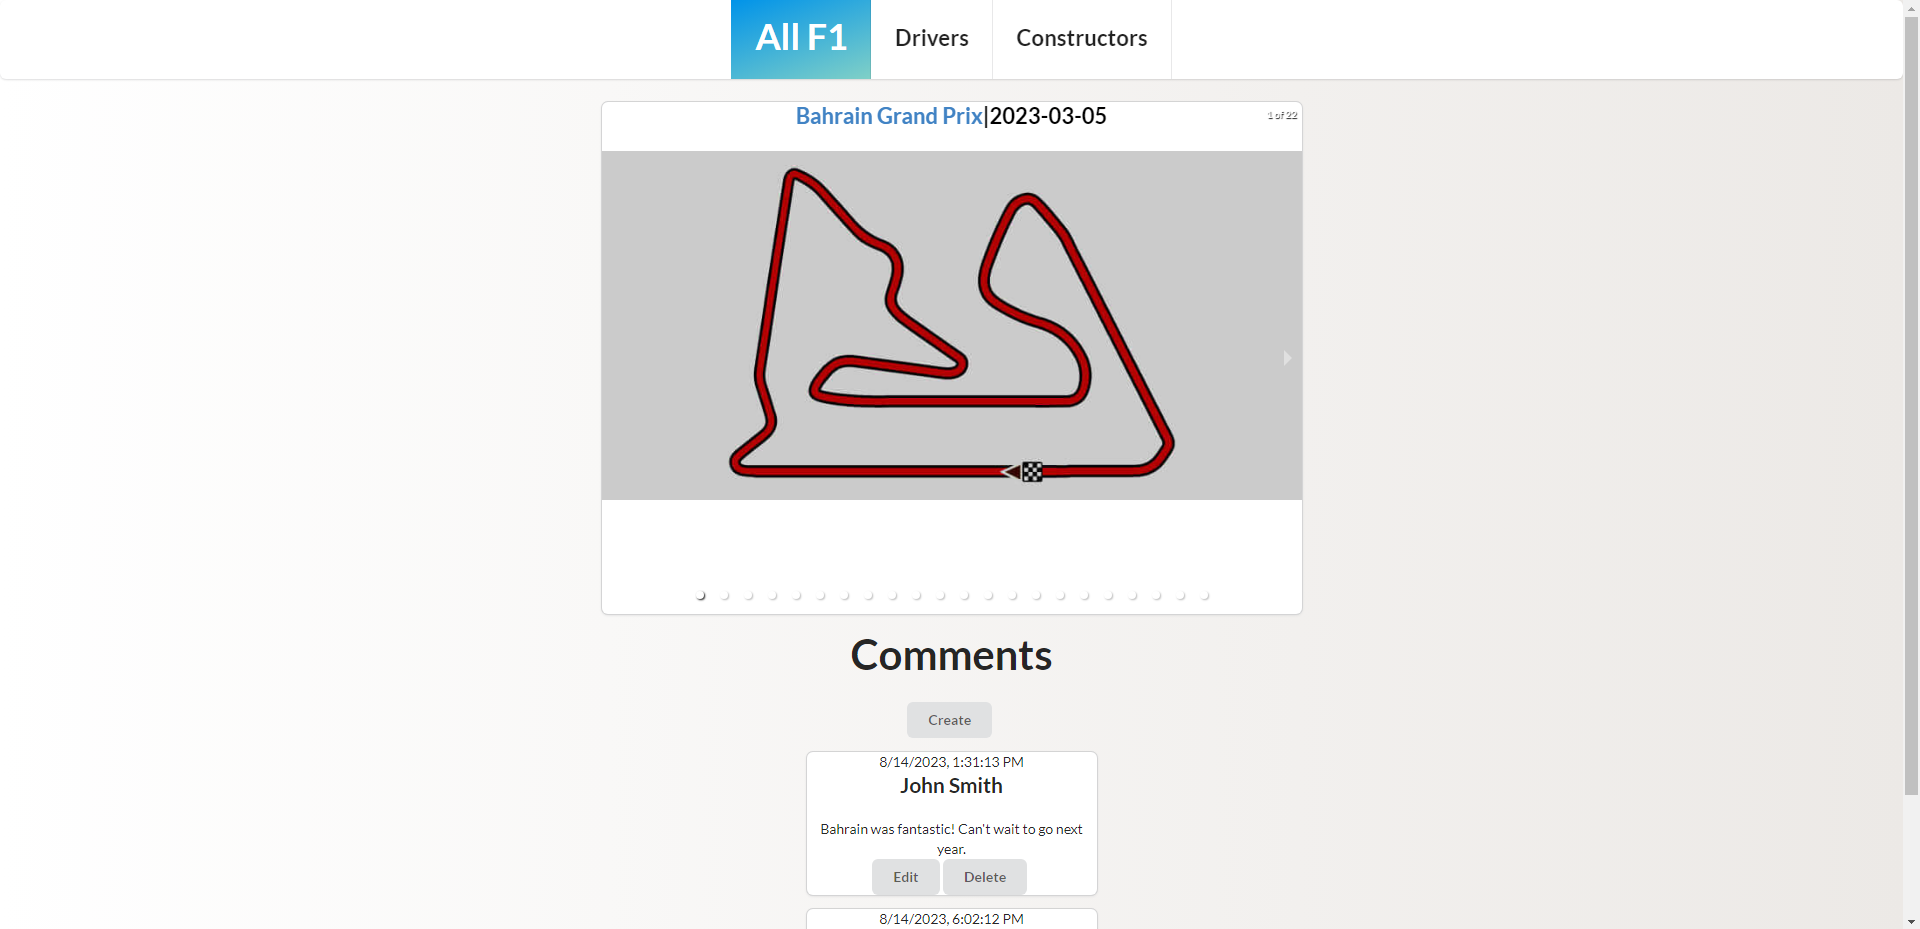 All F1
Drivers
Constructors
Bahrain Grand Prix|2023-03-05
1 of 22
Comments
Create
8/14/2023, 1:31:13 PM
John Smith
Bahrain was fantastic! Can't wait to go next
year.
Edit
Delete
8/14/2023, 6:02:12 PM